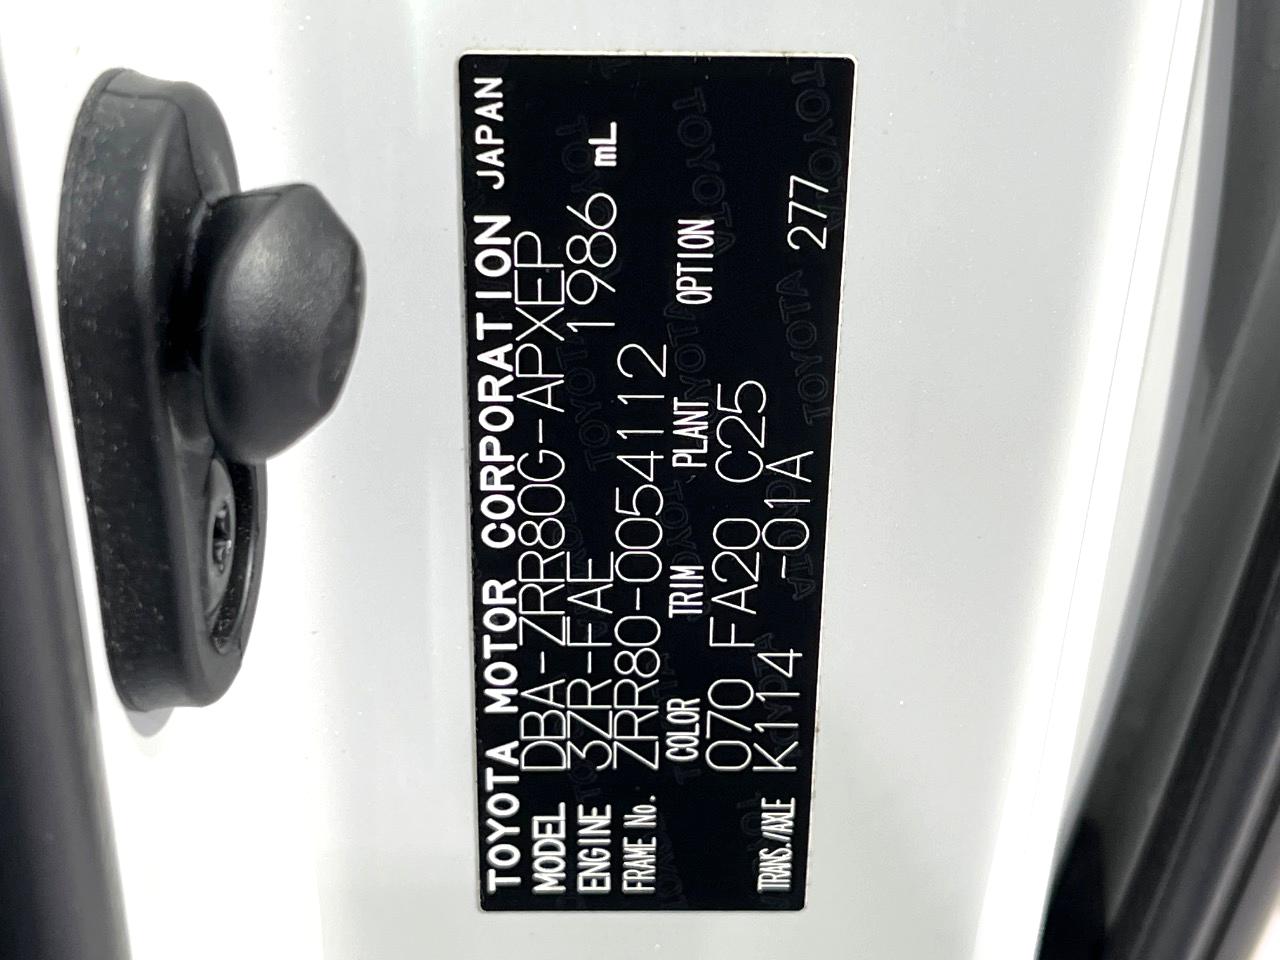 TOYOTA MOTOR CORPORATION JAPAN
MODEL DBA-ZRR80G-APXEP
ENGINE 3ZR-FAE 1986 mL
FRAME No. ZRR80-0054112
COLOR TRIM PLANT OPTION
070 FA20 C25
TRANS./AXLE K114 -01A 277